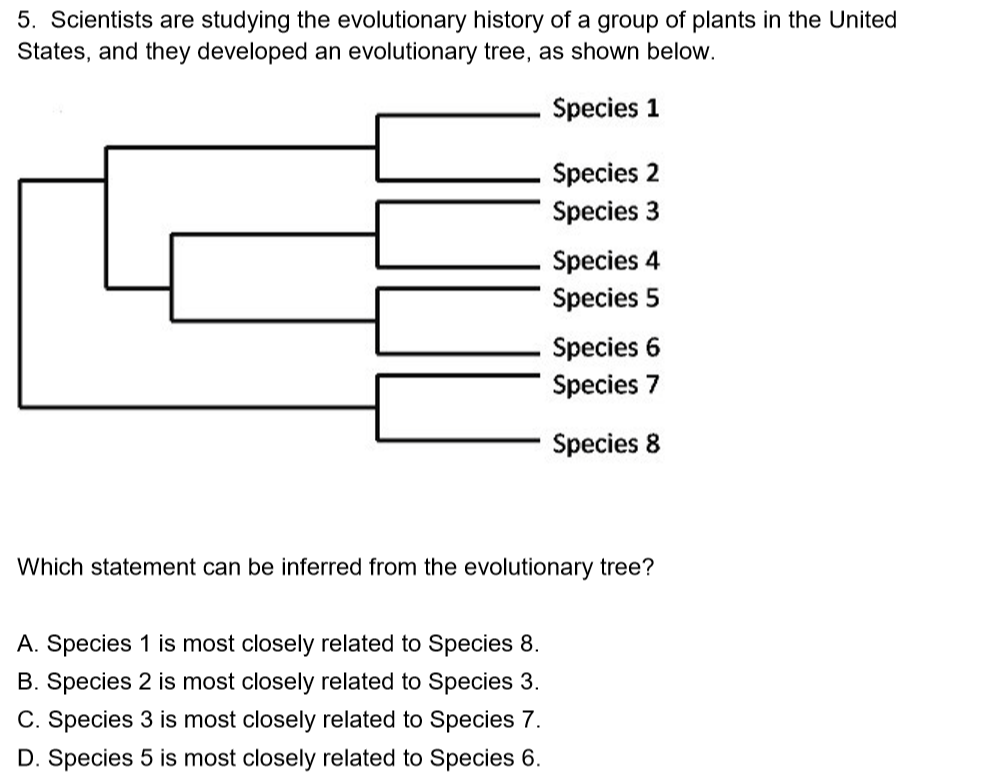 5. Scientists are studying the evolutionary history of a group of plants in the United
States, and they developed an evolutionary tree, as shown below.
Species 1
Species 2
Species 3
Species 4
Species 5
Species 6
Species 7
Species 8
Which statement can be inferred from the evolutionary tree?
A. Species 1 is most closely related to Species 8.
B. Species 2 is most closely related to Species 3.
C. Species 3 is most closely related to Species 7.
D. Species 5 is most closely related to Species 6.